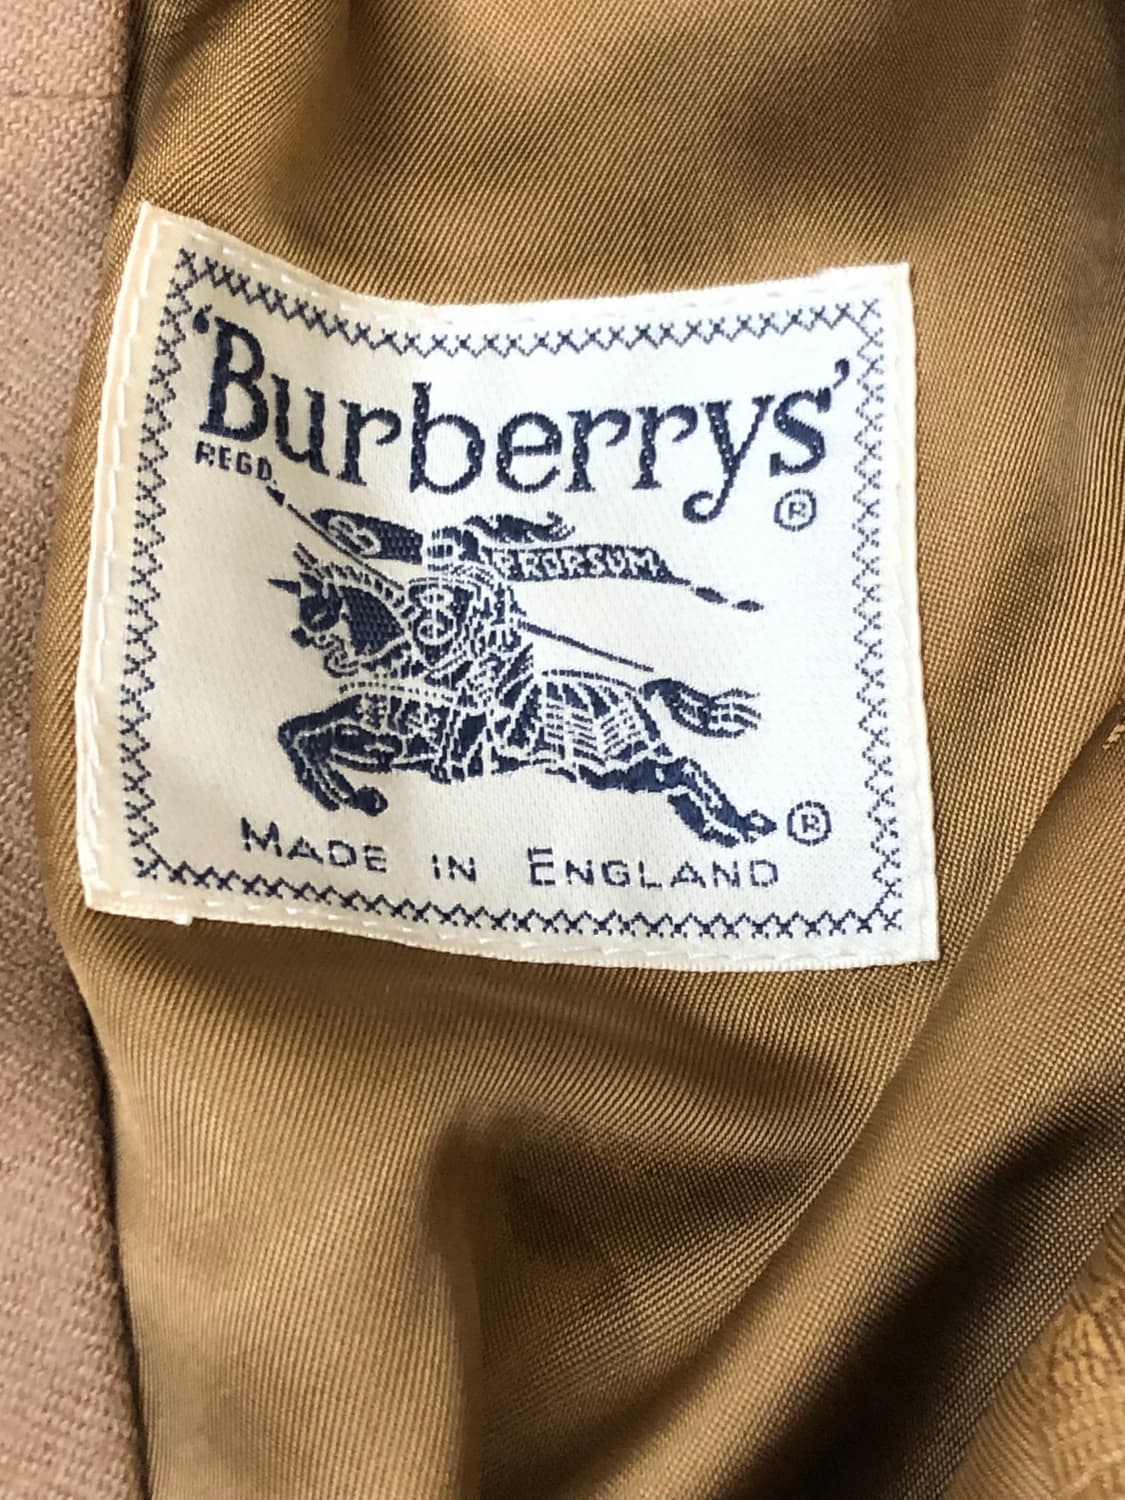 'Burberrys'
REGD.
®
PRORSUM
®
MADE IN ENGLAND